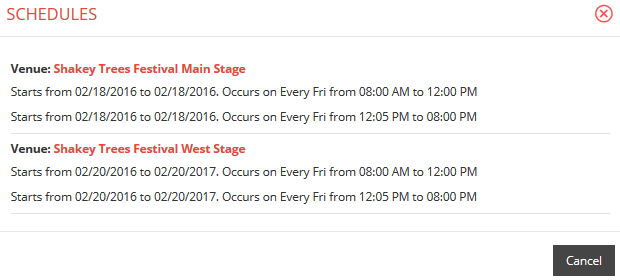 SCHEDULES
Venue: Shakey Trees Festival Main Stage
Starts from 02/18/2016 to 02/18/2016. Occurs on Every Fri from 08:00 AM to 12:00 PM
Starts from 02/18/2016 to 02/18/2016. Occurs on Every Fri from 12:05 PM to 08:00 PM
Venue: Shakey Trees Festival West Stage
Starts from 02/20/2016 to 02/20/2017. Occurs on Every Fri from 08:00 AM to 12:00 PM
Starts from 02/20/2016 to 02/20/2017. Occurs on Every Fri from 12:05 PM to 08:00 PM
Cancel